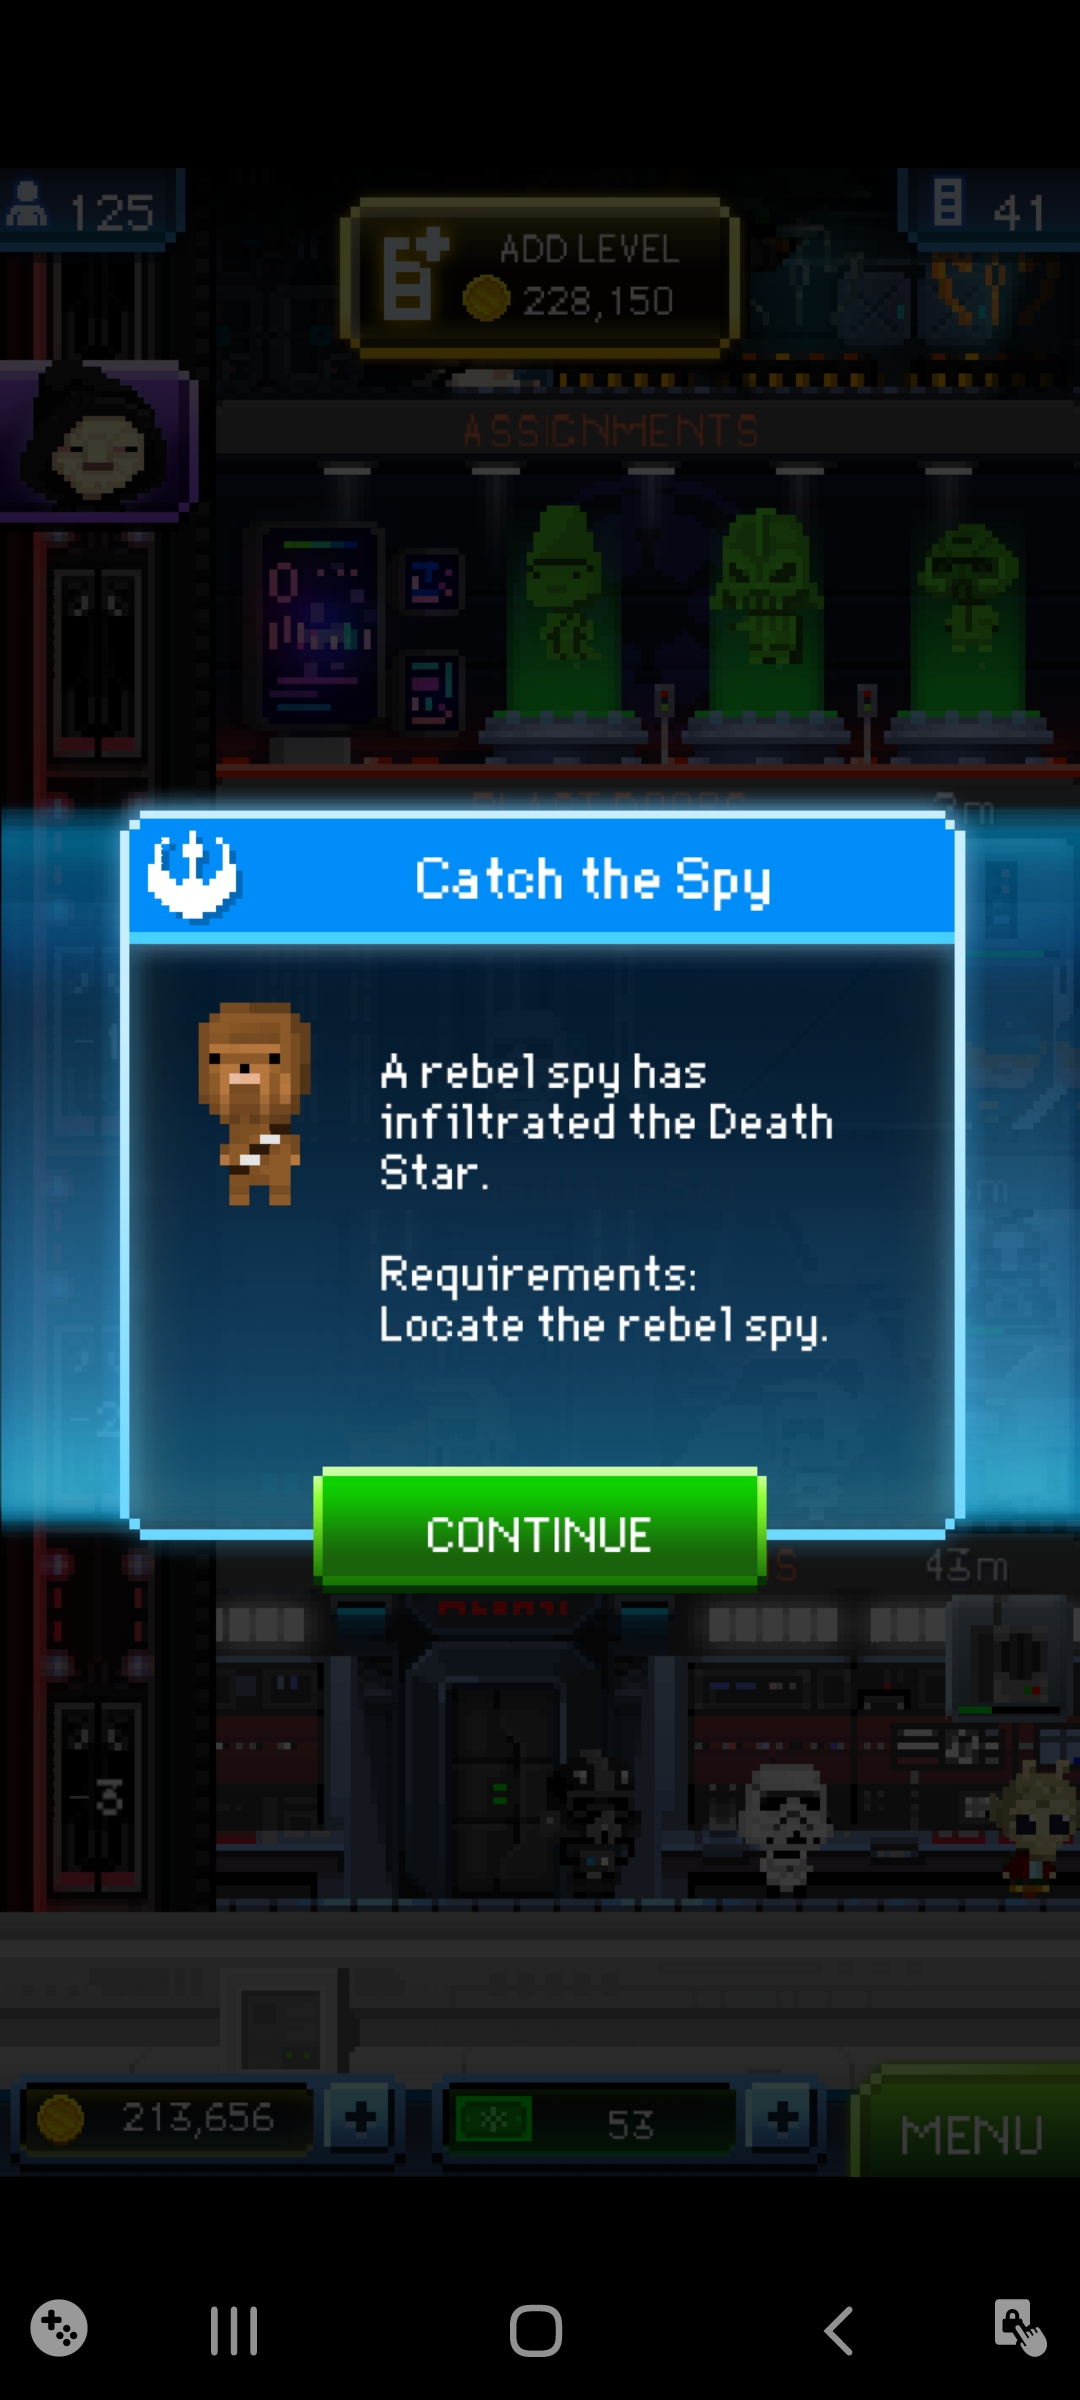 125
ADD LEVEL
228,150
41
ASSIGNMENTS
Catch the Spy
A rebel spy has
infiltrated the Death
Star.
Requirements:
Locate the rebel spy.
CONTINUE
43m
-3
213,656
53
MENU